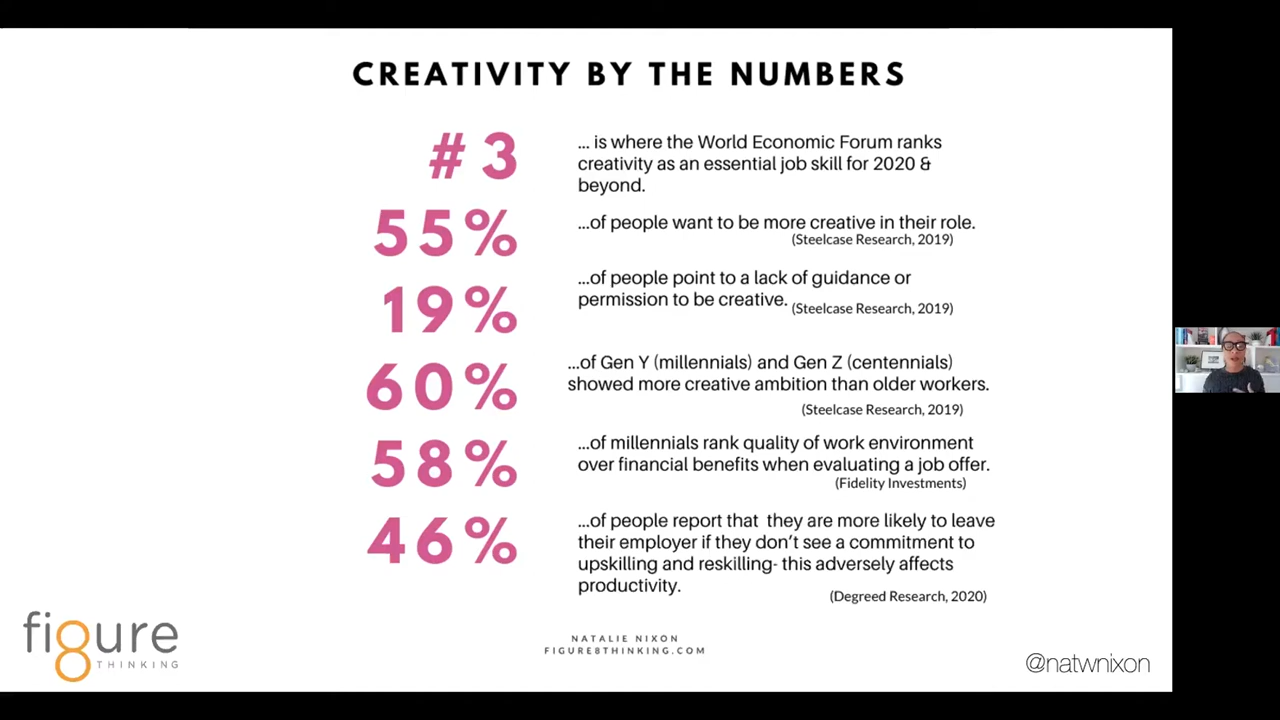 CREATIVITY BY THE NUMBERS
#3
... is where the World Economic Forum ranks
creativity as an essential job skill for 2020 &
beyond.
55%
...of people want to be more creative in their role.
(Steelcase Research, 2019)
19%
...of people point to a lack of guidance or
permission to be creative. (Steelcase Research, 2019)
60%
...of Gen Y (millennials) and Gen Z (centennials)
showed more creative ambition than older workers.
(Steelcase Research, 2019)
58%
...of millennials rank quality of work environment
over financial benefits when evaluating a job offer.
(Fidelity Investments)
46%
...of people report that they are more likely to leave
their employer if they don't see a commitment to
upskilling and reskilling- this adversely affects
productivity.
(Degreed Research, 2020)
fi8ure
THINKING
NATALIE NIXON
FIGURE8THINKING.COM
@natwnixon